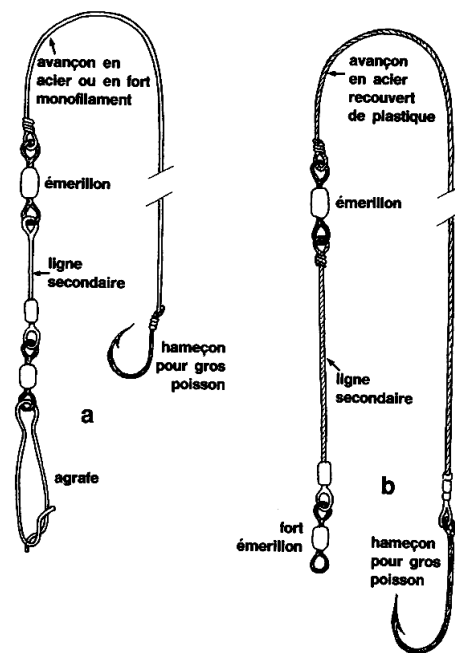 avançon en
acier ou en fort
monofilament
émerillon
ligne
secondaire
hameçon
pour gros
poisson
a
agrafe
avançon
en acier
recouvert
de plastique
émerillon
ligne
secondaire
b
fort
émerillon
hameçon
pour gros
poisson